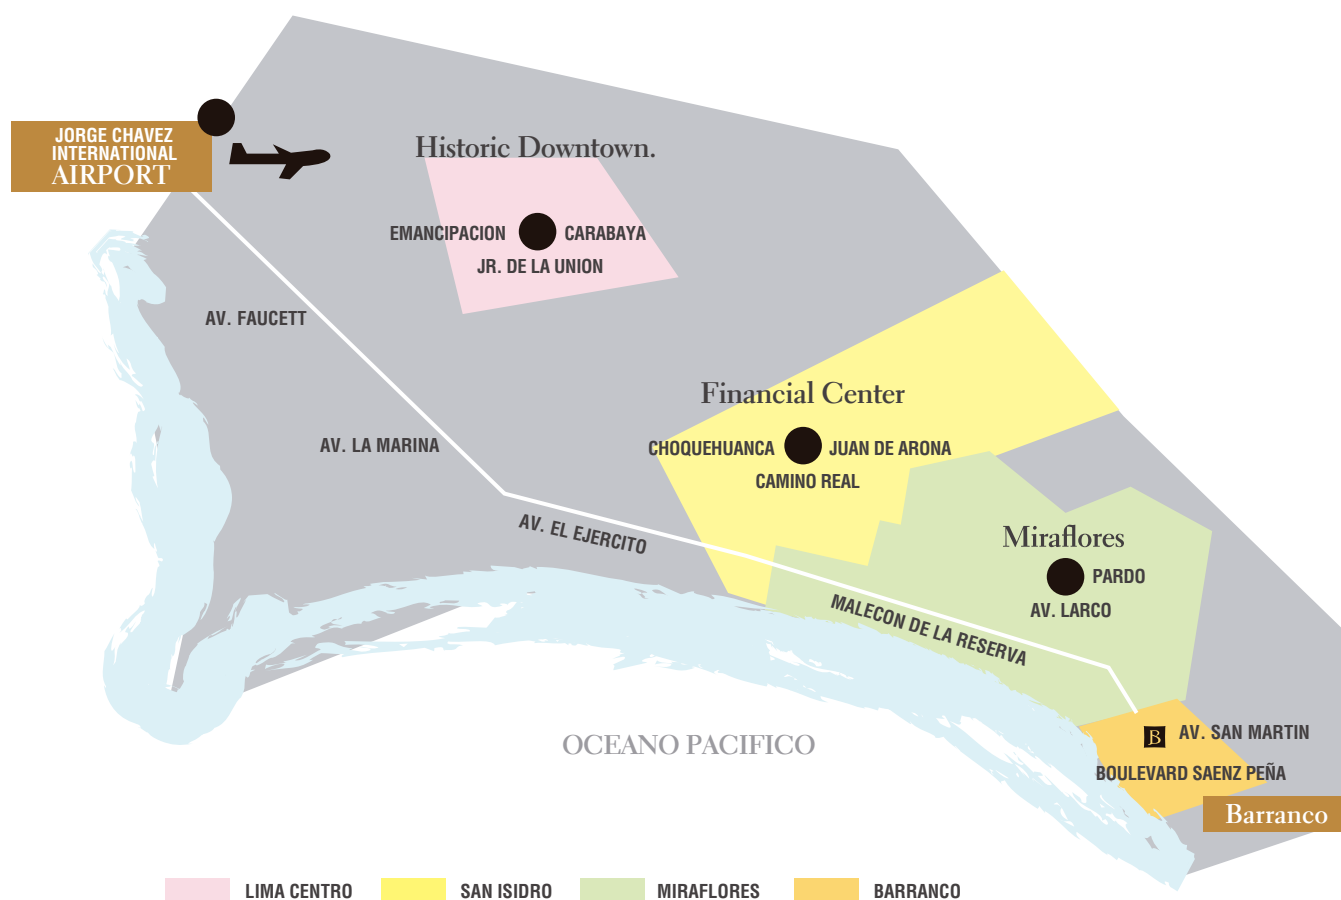 JORGE CHAVEZ
INTERNATIONAL
AIRPORT
Historic Downtown.
EMANCIPACION
CARABAYA
JR. DE LA UNION
AV. FAUCETT
AV. LA MARINA
AV. EL EJERCITO
Financial Center
CHOQUEHUANCA
JUAN DE ARONA
CAMINO REAL
Miraflores
PARDO
AV. LARCO
MALECON DE LA RESERVA
OCEANO PACIFICO
B
AV. SAN MARTIN
BOULEVARD SAENZ PEÑA
Barranco
LIMA CENTRO
SAN ISIDRO
MIRAFLORES
BARRANCO